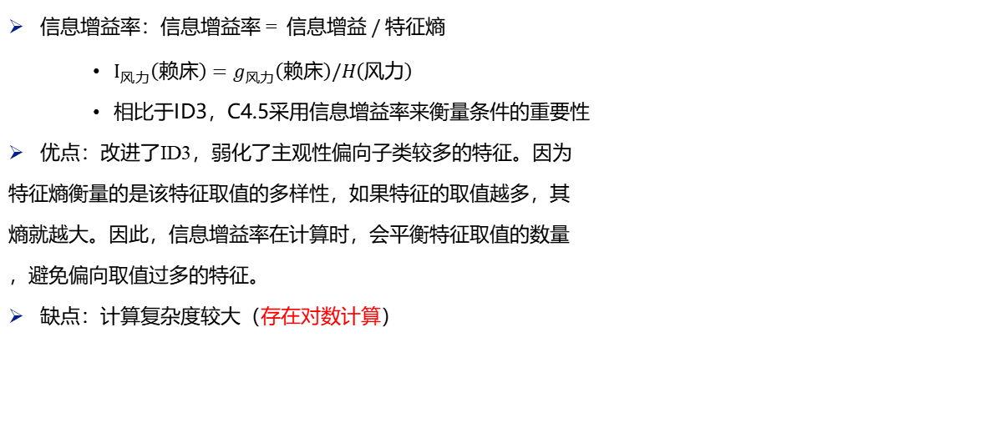 ➢ 信息增益率：信息增益率 = 信息增益 / 特征熵
• I风力(赖床) = g风力(赖床)/H(风力)
• 相比于ID3，C4.5采用信息增益率来衡量条件的重要性
➢ 优点：改进了ID3，弱化了主观性偏向子类较多的特征。因为
特征熵衡量的是该特征取值的多样性，如果特征的取值越多，其
熵就越大。因此，信息增益率在计算时，会平衡特征取值的数量
，避免偏向取值过多的特征。
➢ 缺点：计算复杂度较大（存在对数计算）